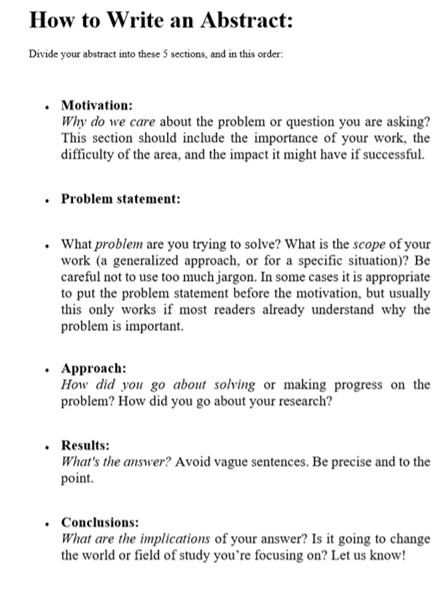 How to Write an Abstract:
Divide your abstract into these 5 sections, and in this order:
• Motivation:
Why do we care about the problem or question you are asking?
This section should include the importance of your work, the
difficulty of the area, and the impact it might have if successful.
• Problem statement:
• What problem are you trying to solve? What is the scope of your
work (a generalized approach, or for a specific situation)? Be
careful not to use too much jargon. In some cases it is appropriate
to put the problem statement before the motivation, but usually
this only works if most readers already understand why the
problem is important.
• Approach:
How did you go about solving or making progress on the
problem? How did you go about your research?
• Results:
What's the answer? Avoid vague sentences. Be precise and to the
point.
• Conclusions:
What are the implications of your answer? Is it going to change
the world or field of study you're focusing on? Let us know!